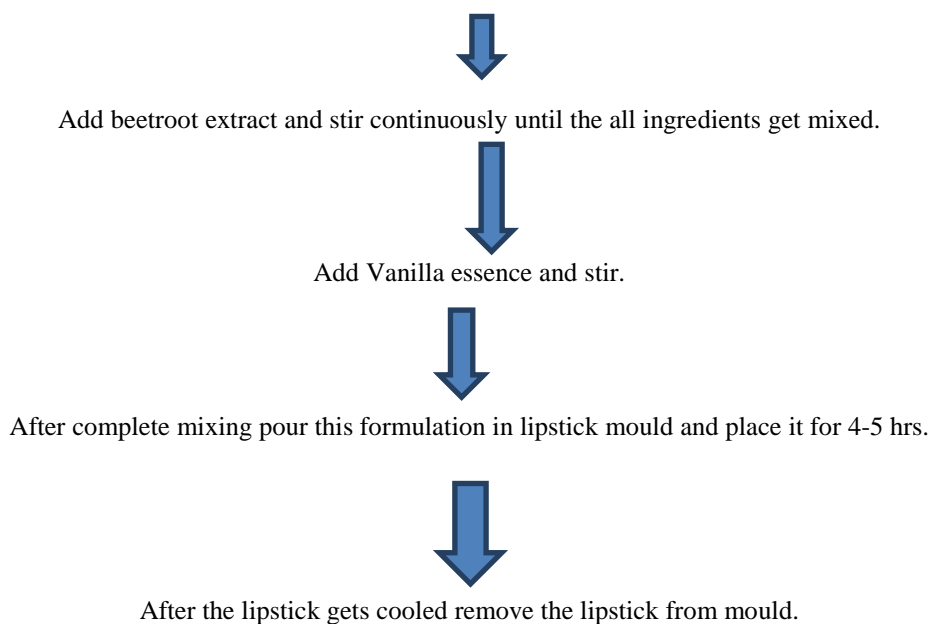 Add beetroot extract and stir continuously until the all ingredients get mixed.
Add Vanilla essence and stir.
After complete mixing pour this formulation in lipstick mould and place it for 4-5 hrs.
After the lipstick gets cooled remove the lipstick from mould.